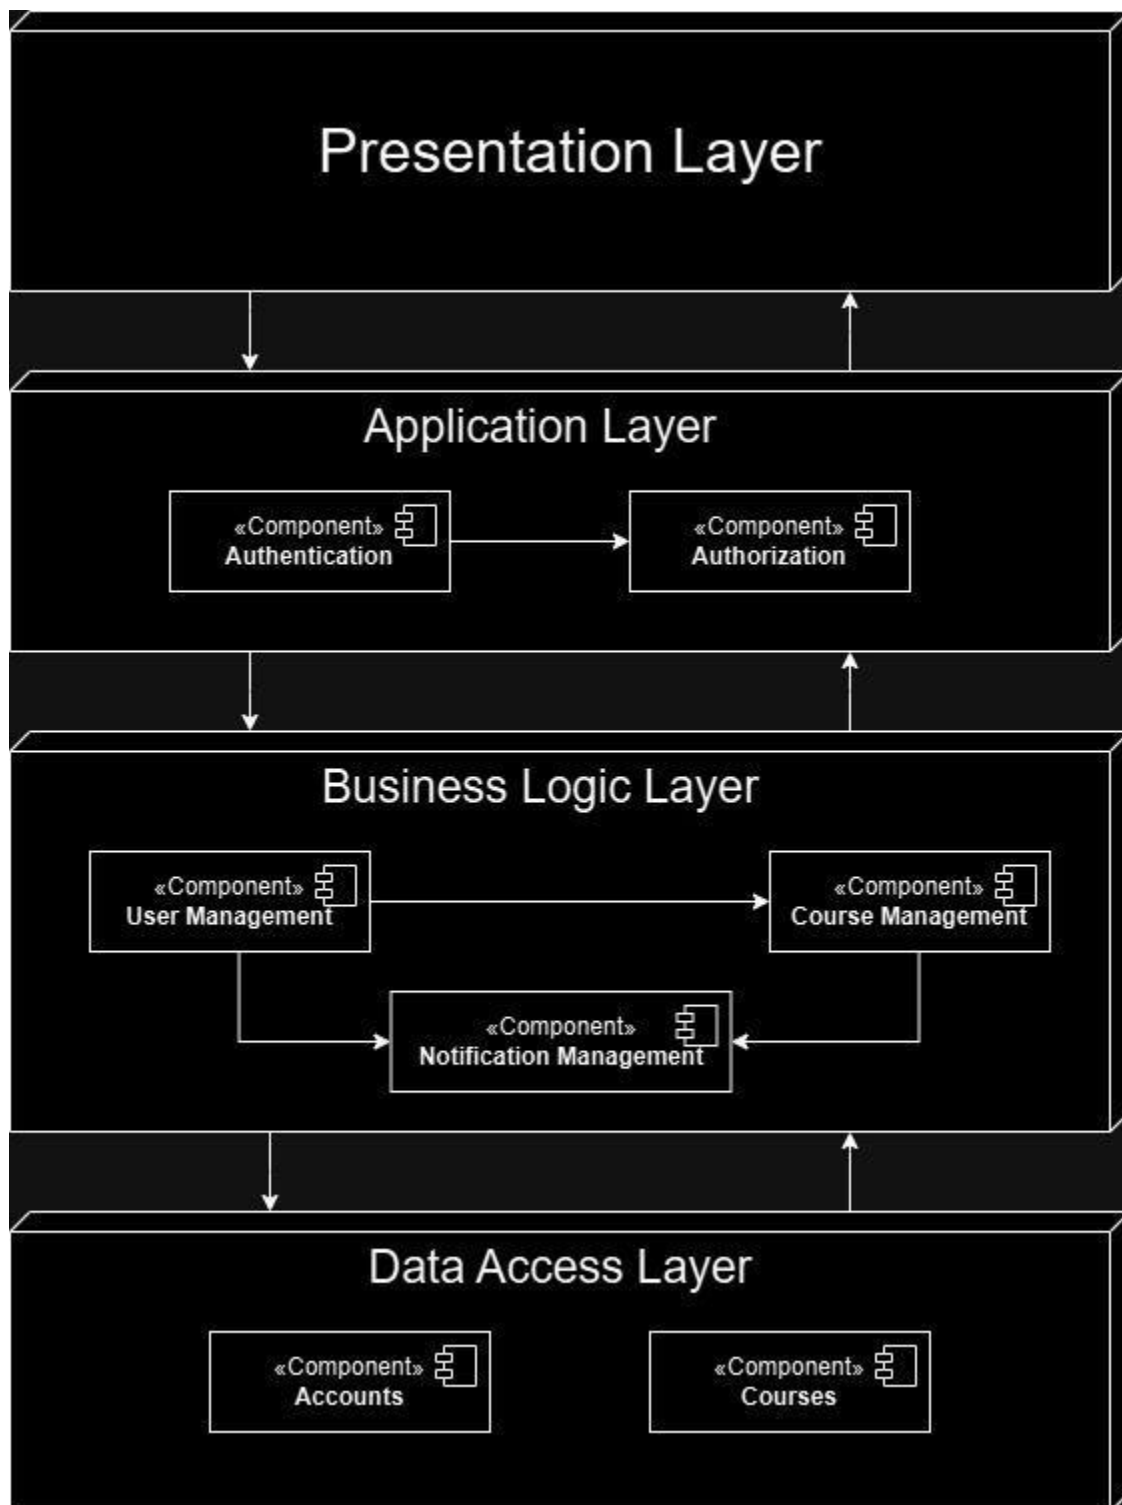 Presentation Layer
Application Layer
«Component»
Authentication
«Component»
Authorization
Business Logic Layer
«Component»
User Management
«Component»
Course Management
«Component»
Notification Management
Data Access Layer
«Component»
Accounts
«Component»
Courses